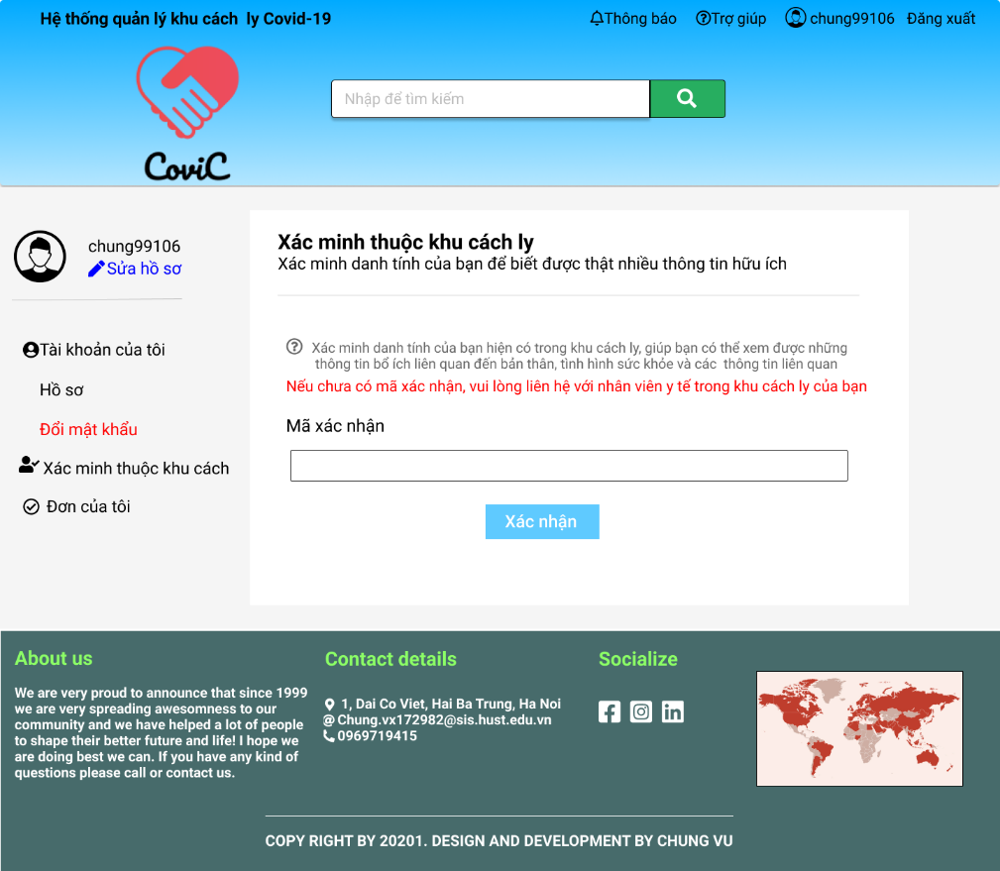 Hệ thống quản lý khu cách ly Covid-19
Thông báo
Trợ giúp
chung99106
Đăng xuất
Nhập để tìm kiếm
CoviC
chung99106
Sửa hồ sơ
Tài khoản của tôi
Hồ sơ
Đổi mật khẩu
Xác minh thuộc khu cách
Đơn của tôi
Xác minh thuộc khu cách ly
Xác minh danh tính của bạn để biết được thật nhiều thông tin hữu ích
Xác minh danh tính của bạn hiện có trong khu cách ly, giúp bạn có thể xem được những
thông tin bổ ích liên quan đến bản thân, tình hình sức khỏe và các thông tin liên quan
Nếu chưa có mã xác nhận, vui lòng liên hệ với nhân viên y tế trong khu cách ly của bạn
Mã xác nhận
Xác nhận
About us
We are very proud to announce that since 1999
we are very spreading awesomness to our
community and we have helped a lot of people
to shape their better future and life! I hope we
are doing best we can. If you have any kind of
questions please call or contact us.
Contact details
1, Dai Co Viet, Hai Ba Trung, Ha Noi
@ Chung.vx172982@sis.hust.edu.vn
0969719415
Socialize
COPY RIGHT BY 20201. DESIGN AND DEVELOPMENT BY CHUNG VU